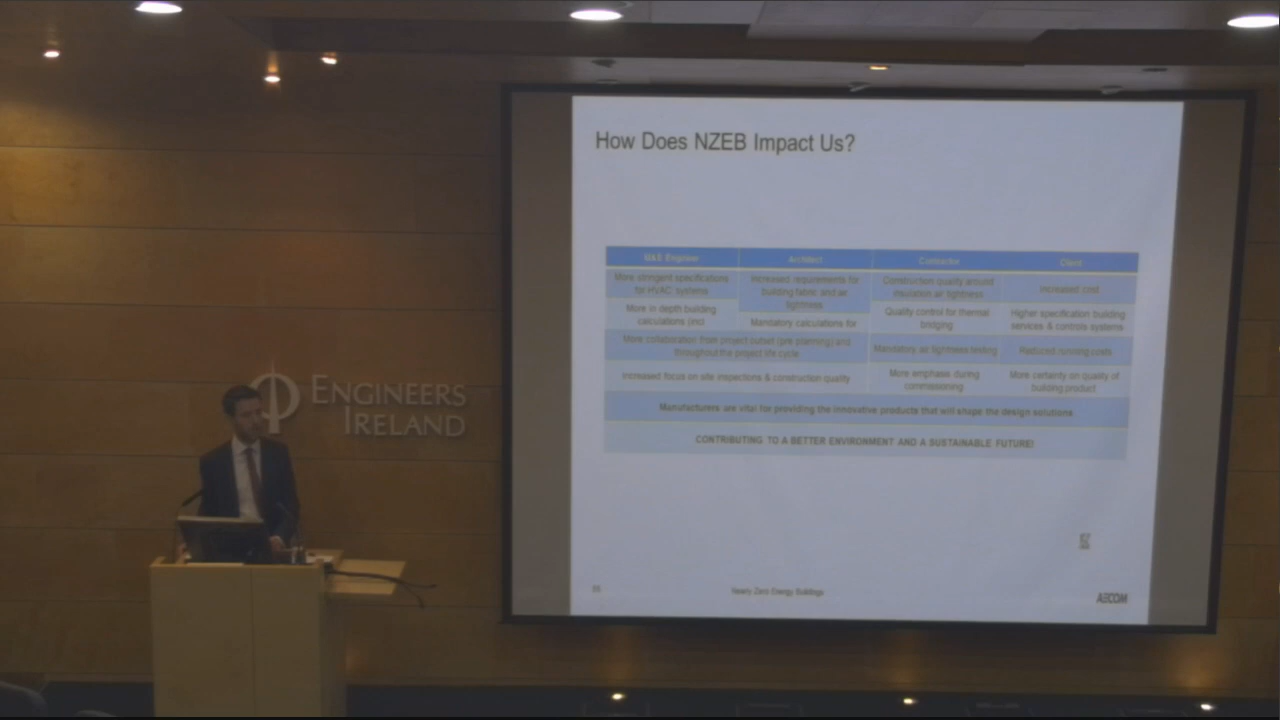 How Does NZEB Impact Us?
M&E Engineer
Architect
Contractor
Client
More stringent specifications
for HVAC systems
Increased requirements for
building fabric and air
tightness
Construction quality around
insulation air tightness
Increased cost
More in depth building
calculations (incl
Mandatory calculations for
Quality control for thermal
bridging
Higher specification building
services & controls systems
More collaboration from project outset (pre planning) and
throughout the project life cycle
Mandatory air tightness testing
Reduced running costs
Increased focus on site inspections & construction quality
More emphasis during
commissioning
More certainty on quality of
building product
Manufacturers are vital for providing the innovative products that will shape the design solutions
CONTRIBUTING TO A BETTER ENVIRONMENT AND A SUSTAINABLE FUTURE!
Nearly Zero Energy Buildings
AECOM
ENGINEERS
IRELAND